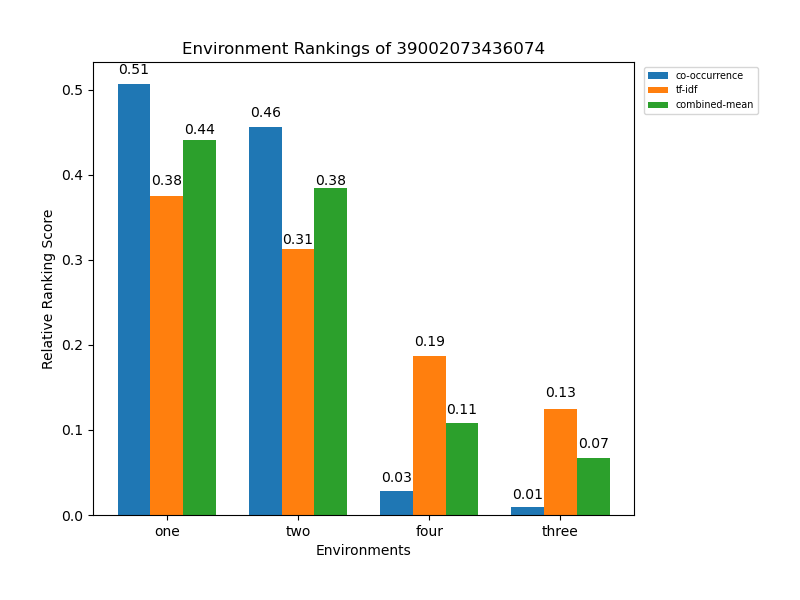 Environment Rankings of 39002073436074
co-occurrence
tf-idf
combined-mean
Relative Ranking Score
0.5
0.4
0.3
0.2
0.1
0.0
0.51
0.38
0.44
0.46
0.31
0.38
0.03
0.19
0.11
0.01
0.13
0.07
one
two
four
three
Environments